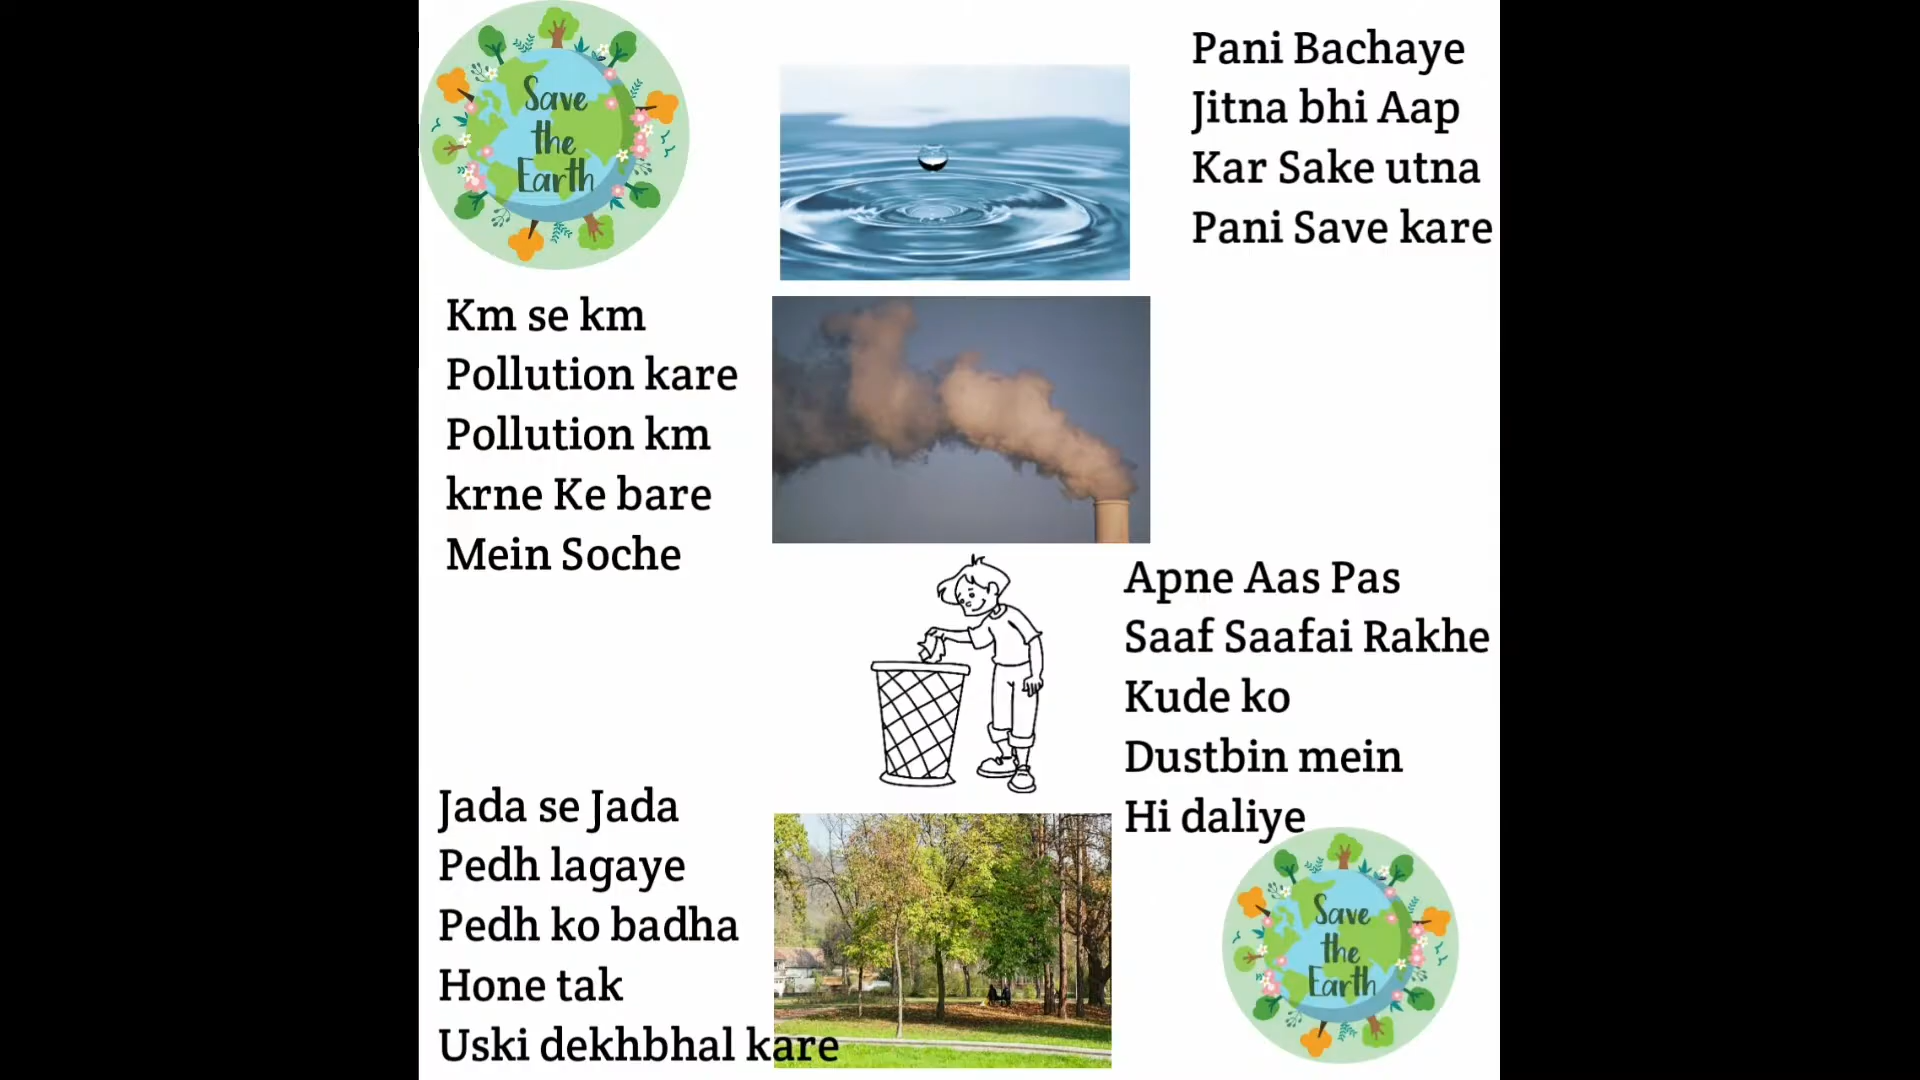 Save
the
Earth
Pani Bachaye
Jitna bhi Aap
Kar Sake utna
Pani Save kare
Km se km
Pollution kare
Pollution km
krne Ke bare
Mein Soche
Apne Aas Pas
Saaf Saafai Rakhe
Kude ko
Dustbin mein
Hi daliye
Jada se Jada
Pedh lagaye
Pedh ko badha
Hone tak
Uski dekhbhal kare
Save
the
Earth